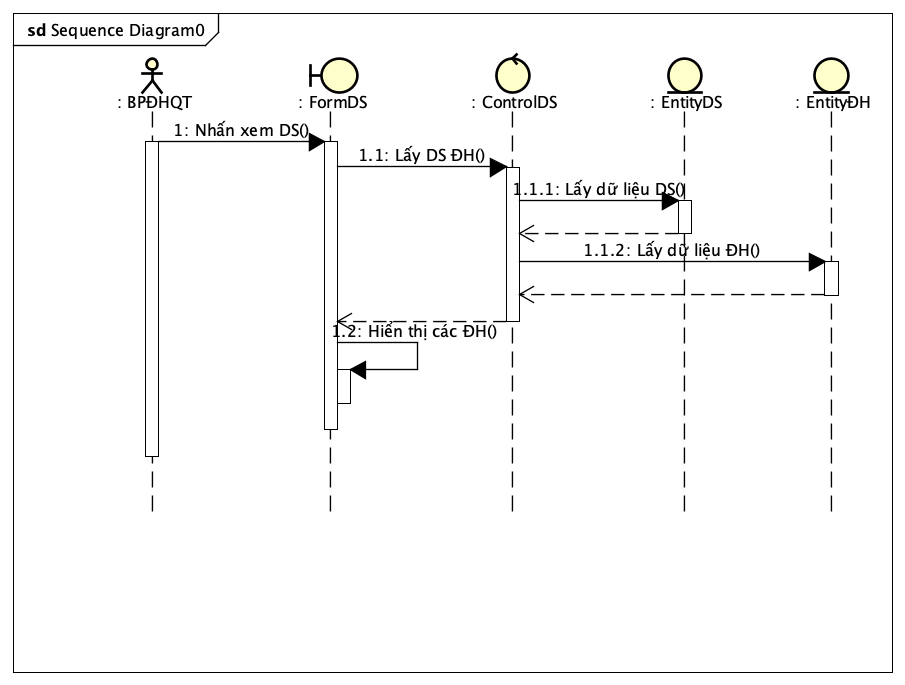 sd Sequence Diagram0
: BPĐHQT
: FormDS
: ControlDS
: EntityDS
: EntityĐH
1: Nhấn xem DS()
1.1: Lấy DS ĐH()
1.1.1: Lấy dữ liệu DS()
1.1.2: Lấy dữ liệu ĐH()
1.2: Hiển thị các ĐH()